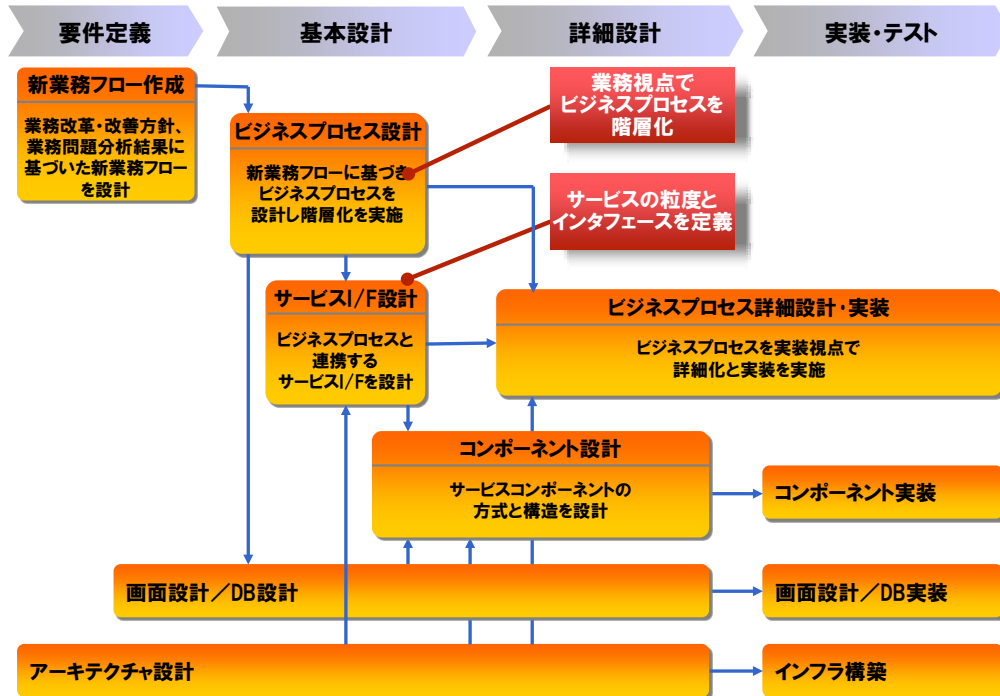 要件定義
基本設計
詳細設計
実装・テスト
新業務フロー作成
業務改革・改善方針、
業務問題分析結果に
基づいた新業務フロー
を設計
業務視点で
ビジネスプロセスを
階層化
ビジネスプロセス設計
新業務フローに基づき
ビジネスプロセスを
設計し階層化を実施
サービスの粒度と
インタフェースを定義
サービスI/F設計
ビジネスプロセスと
連携する
サービスI/Fを設計
ビジネスプロセス詳細設計・実装
ビジネスプロセスを実装視点で
詳細化と実装を実施
コンポーネント設計
サービスコンポーネントの
方式と構造を設計
コンポーネント実装
画面設計／DB設計
画面設計／DB実装
アーキテクチャ設計
インフラ構築